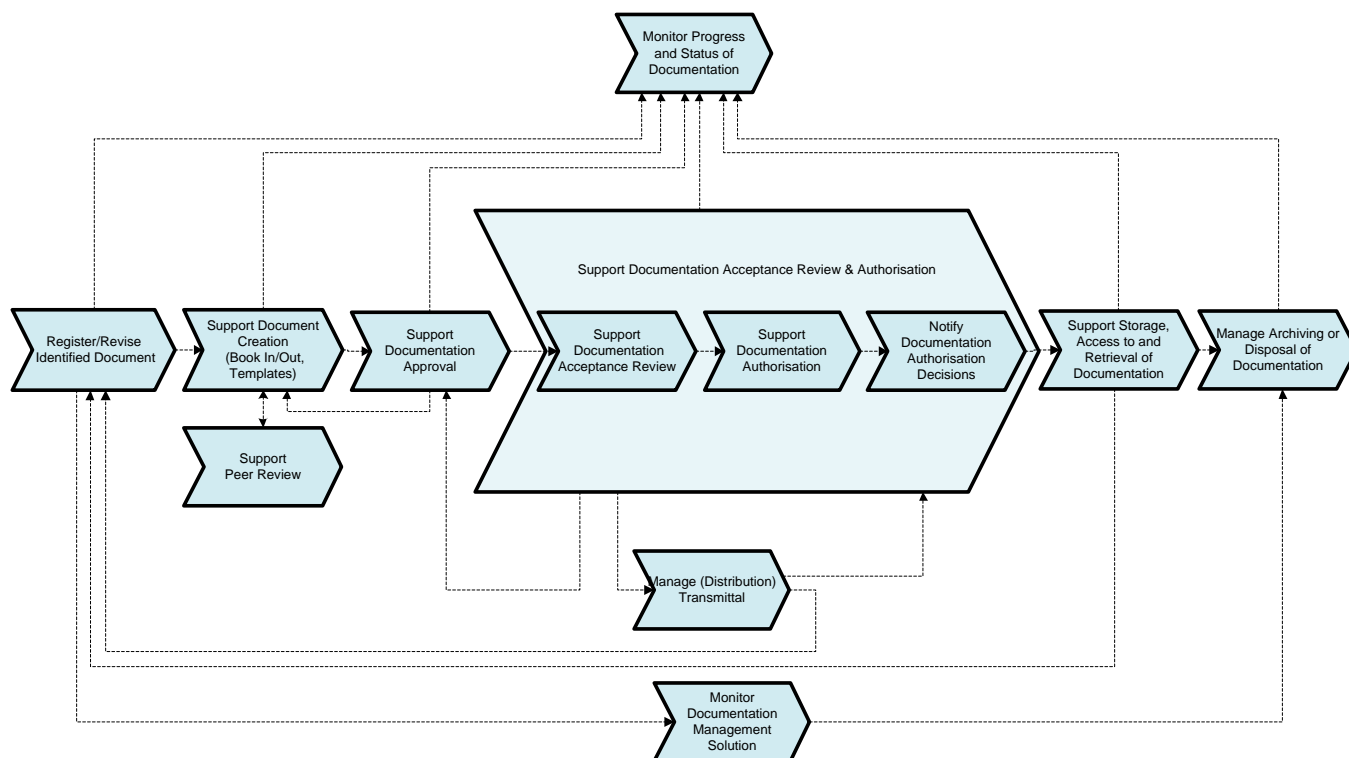 Monitor Progress
and Status of
Documentation
Support Documentation Acceptance Review & Authorisation
Register/Revise
Identified Document
Support Document
Creation
(Book In/Out,
Templates)
Support
Documentation
Approval
Support
Documentation
Acceptance Review
Support
Documentation
Authorisation
Notify
Documentation
Authorisation
Decisions
Support Storage,
Access to and
Retrieval of
Documentation
Manage Archiving or
Disposal of
Documentation
Support
Peer Review
Manage (Distribution)
Transmittal
Monitor
Documentation
Management
Solution